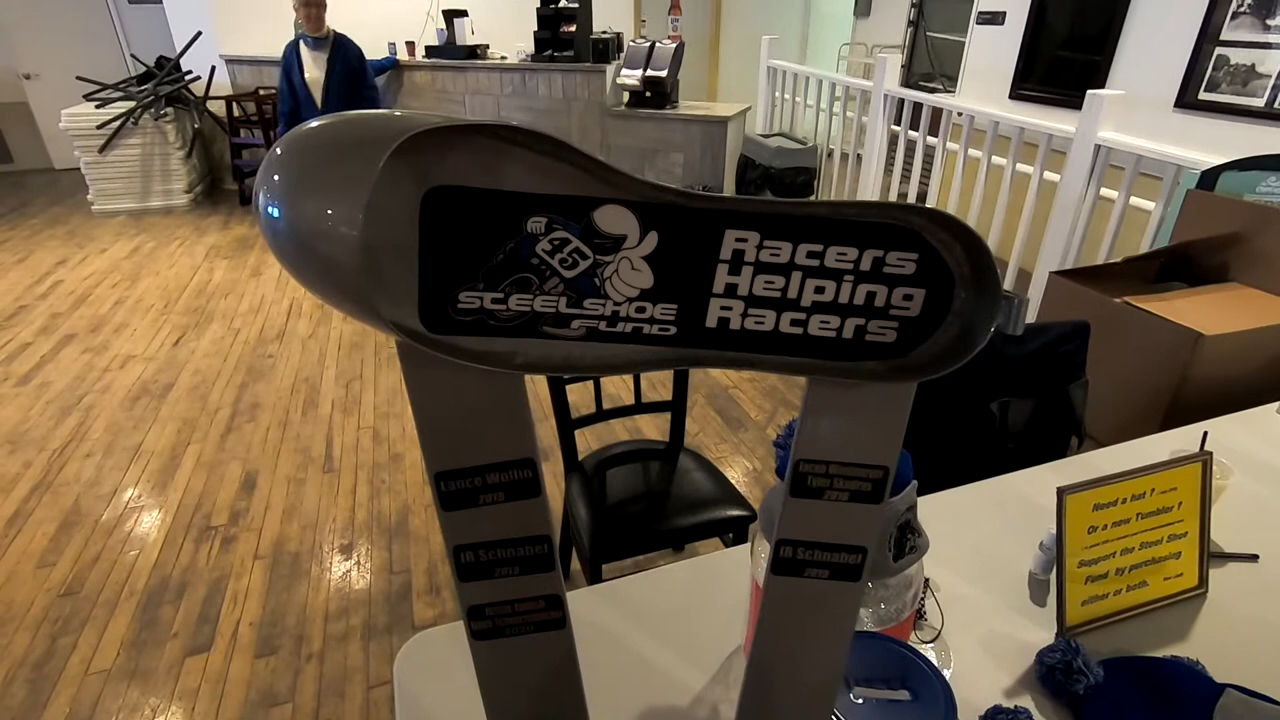 45
STEELSHOE
FUND
Racers
Helping
Racers
Lance Wollin
2015
JR Schnabel
JR Schnabel
2019
2020
Need a hat ?
Or a new Tumbler ?
Support the Steel Shoe
Fund by purchasing
either or both.